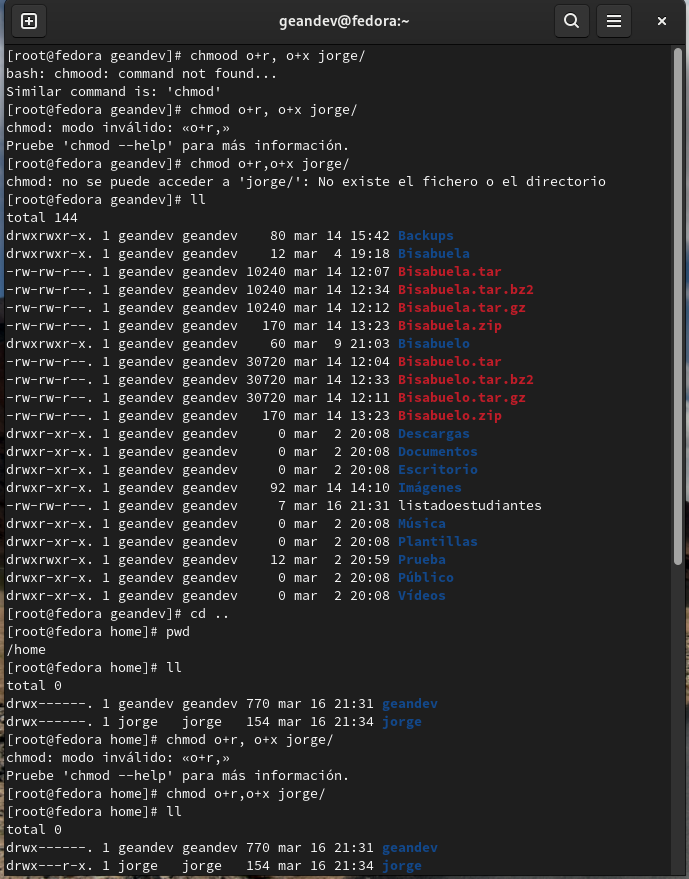 geandev@fedora:~
[root@fedora geandev]# chmood o+r, o+x jorge/
bash: chmood: command not found...
Similar command is: 'chmod'
[root@fedora geandev]# chmod o+r, o+x jorge/
chmod: modo inválido: «o+r,»
Pruebe 'chmod --help' para más información.
[root@fedora geandev]# chmod o+r,o+x jorge/
chmod: no se puede acceder a 'jorge/': No existe el fichero o el directorio
[root@fedora geandev]# ll
total 144
drwxrwxr-x. 1 geandev geandev    80 mar 14 15:42 Backups
drwxrwxr-x. 1 geandev geandev    12 mar  4 19:18 Bisabuela
-rw-rw-r--. 1 geandev geandev 10240 mar 14 12:07 Bisabuela.tar
-rw-rw-r--. 1 geandev geandev 10240 mar 14 12:34 Bisabuela.tar.bz2
-rw-rw-r--. 1 geandev geandev 10240 mar 14 12:12 Bisabuela.tar.gz
-rw-rw-r--. 1 geandev geandev   170 mar 14 13:23 Bisabuela.zip
drwxrwxr-x. 1 geandev geandev    60 mar  9 21:03 Bisabuelo
-rw-rw-r--. 1 geandev geandev 30720 mar 14 12:04 Bisabuelo.tar
-rw-rw-r--. 1 geandev geandev 30720 mar 14 12:33 Bisabuelo.tar.bz2
-rw-rw-r--. 1 geandev geandev 30720 mar 14 12:11 Bisabuelo.tar.gz
-rw-rw-r--. 1 geandev geandev   170 mar 14 13:23 Bisabuelo.zip
drwxr-xr-x. 1 geandev geandev     0 mar  2 20:08 Descargas
drwxr-xr-x. 1 geandev geandev     0 mar  2 20:08 Documentos
drwxr-xr-x. 1 geandev geandev     0 mar  2 20:08 Escritorio
drwxr-xr-x. 1 geandev geandev    92 mar 14 14:10 Imágenes
-rw-rw-r--. 1 geandev geandev     7 mar 16 21:31 listadoestudiantes
drwxr-xr-x. 1 geandev geandev     0 mar  2 20:08 Música
drwxr-xr-x. 1 geandev geandev     0 mar  2 20:08 Plantillas
drwxrwxr-x. 1 geandev geandev    12 mar  2 20:59 Prueba
drwxr-xr-x. 1 geandev geandev     0 mar  2 20:08 Público
drwxr-xr-x. 1 geandev geandev     0 mar  2 20:08 Vídeos
[root@fedora geandev]# cd ..
[root@fedora home]# pwd
/home
[root@fedora home]# ll
total 0
drwx------. 1 geandev geandev 770 mar 16 21:31 geandev
drwx------. 1 jorge   jorge   154 mar 16 21:34 jorge
[root@fedora home]# chmod o+r, o+x jorge/
chmod: modo inválido: «o+r,»
Pruebe 'chmod --help' para más información.
[root@fedora home]# chmod o+r,o+x jorge/
[root@fedora home]# ll
total 0
drwx------. 1 geandev geandev 770 mar 16 21:31 geandev
drwx---r-x. 1 jorge   jorge   154 mar 16 21:34 jorge